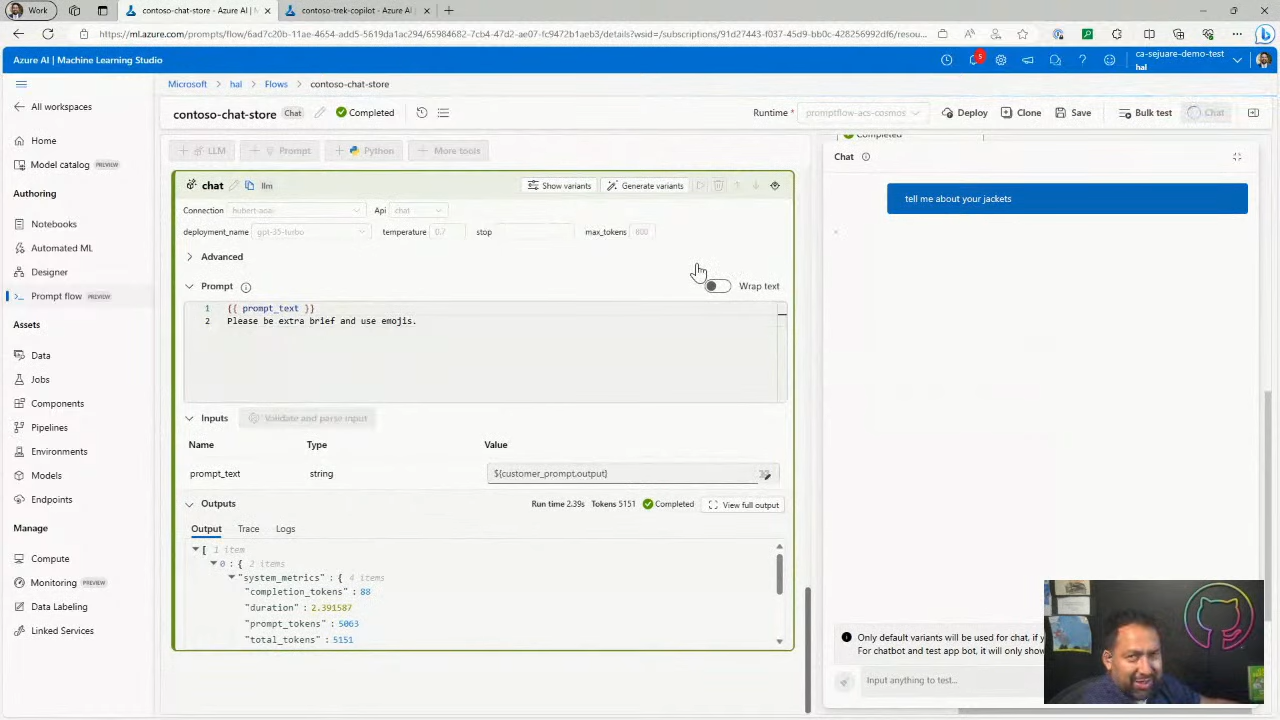 Work
contoso-chat-store - Azure AI | M
contoso-trek-copilot - Azure AI |
https://ml.azure.com/prompts/flow/6ad7c20b-11ae-4654-add5-5619da1ac294/65984682-7cb4-47d2-ae07-fc9472b1aeb3/details?wsid=/subscriptions/91d27443-f037-45d9-bb0c-428256992df6/resou...
Azure AI | Machine Learning Studio
5
ca-sejuare-demo-test
hal
Microsoft > hal > Flows > contoso-chat-store
All workspaces
Home
Model catalog PREVIEW
Authoring
Notebooks
Automated ML
Designer
Prompt flow PREVIEW
Assets
Data
Jobs
Components
Pipelines
Environments
Models
Endpoints
Manage
Compute
Monitoring PREVIEW
Data Labeling
Linked Services
contoso-chat-store Chat Completed
Runtime * promptflow-acs-cosmos Deploy Clone Save Bulk test Chat
+ LLM + Prompt + Python + More tools
chat llm Show variants Generate variants
Connection hubert-aoai Api chat
deployment_name gpt-35-turbo temperature 0.7 stop max_tokens 800
Advanced
Prompt Wrap text
1 {{ prompt_text }}
2 Please be extra brief and use emojis.
Inputs Validate and parse input
Name Type Value
prompt_text string ${customer_prompt.output}
Outputs Run time 2.39s Tokens 5151 Completed View full output
Output Trace Logs
[ 1 item
0 : { 2 items
"system_metrics" : { 4 items
"completion_tokens" : 88
"duration" : 2.391587
"prompt_tokens" : 5063
"total_tokens" : 5151
Completed
Chat
tell me about your jackets
Only default variants will be used for chat, if y
For chatbot and test app bot, it will only show
Input anything to test...